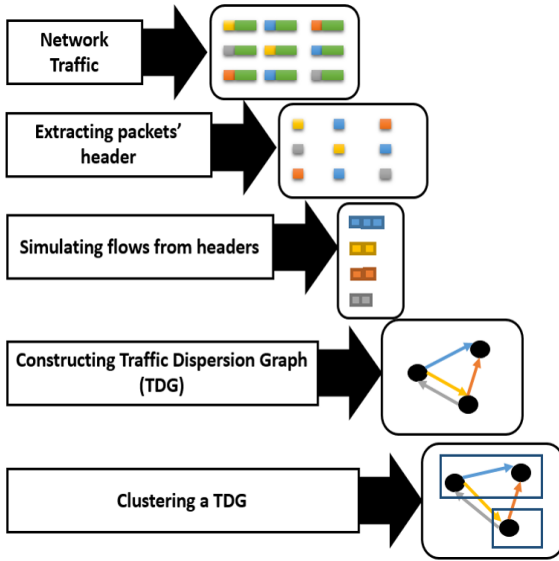 Network
Traffic
Extracting packets'
header
Simulating flows from headers
Constructing Traffic Dispersion Graph
(TDG)
Clustering a TDG